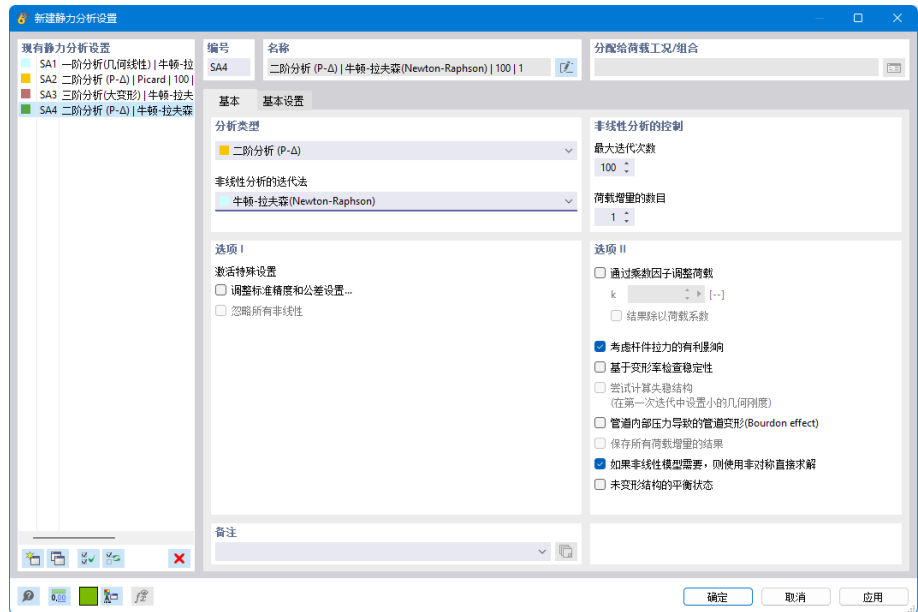 新建静力分析设置
现有静力分析设置
SA1 一阶分析(几何线性) | 牛顿-拉
SA2 二阶分析 (P-Δ) | Picard | 100 |
SA3 三阶分析(大变形) | 牛顿-拉夫
SA4 二阶分析 (P-Δ) | 牛顿-拉夫森
编号
SA4
名称
二阶分析 (P-Δ) | 牛顿-拉夫森(Newton-Raphson) | 100 | 1
分配给荷载工况/组合
基本
基本设置
分析类型
二阶分析 (P-Δ)
非线性分析的迭代法
牛顿-拉夫森(Newton-Raphson)
非线性分析的控制
最大迭代次数
100
荷载增量的数目
1
选项 I
激活特殊设置
调整标准精度和公差设置...
忽略所有非线性
选项 II
通过乘数因子调整荷载
k [--]
结果除以荷载系数
考虑杆件拉力的有利影响
基于变形率检查稳定性
尝试计算失稳结构
(在第一次迭代中设置小的几何刚度)
管道内部压力导致的管道变形(Bourdon effect)
保存所有荷载增量的结果
如果非线性模型需要，则使用非对称直接求解
未变形结构的平衡状态
备注
0,00
确定
取消
应用